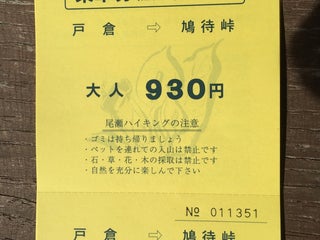 戸倉 ⇨ 鳩待峠
大人 930円
尾瀬ハイキングの注意
・ゴミは持ち帰りましょう
・ペットを連れての入山は禁止です
・石・草・花・木の採取は禁止です
・自然を充分に楽しんで下さい
№ 011351
戸倉 ⇨ 鳩待峠